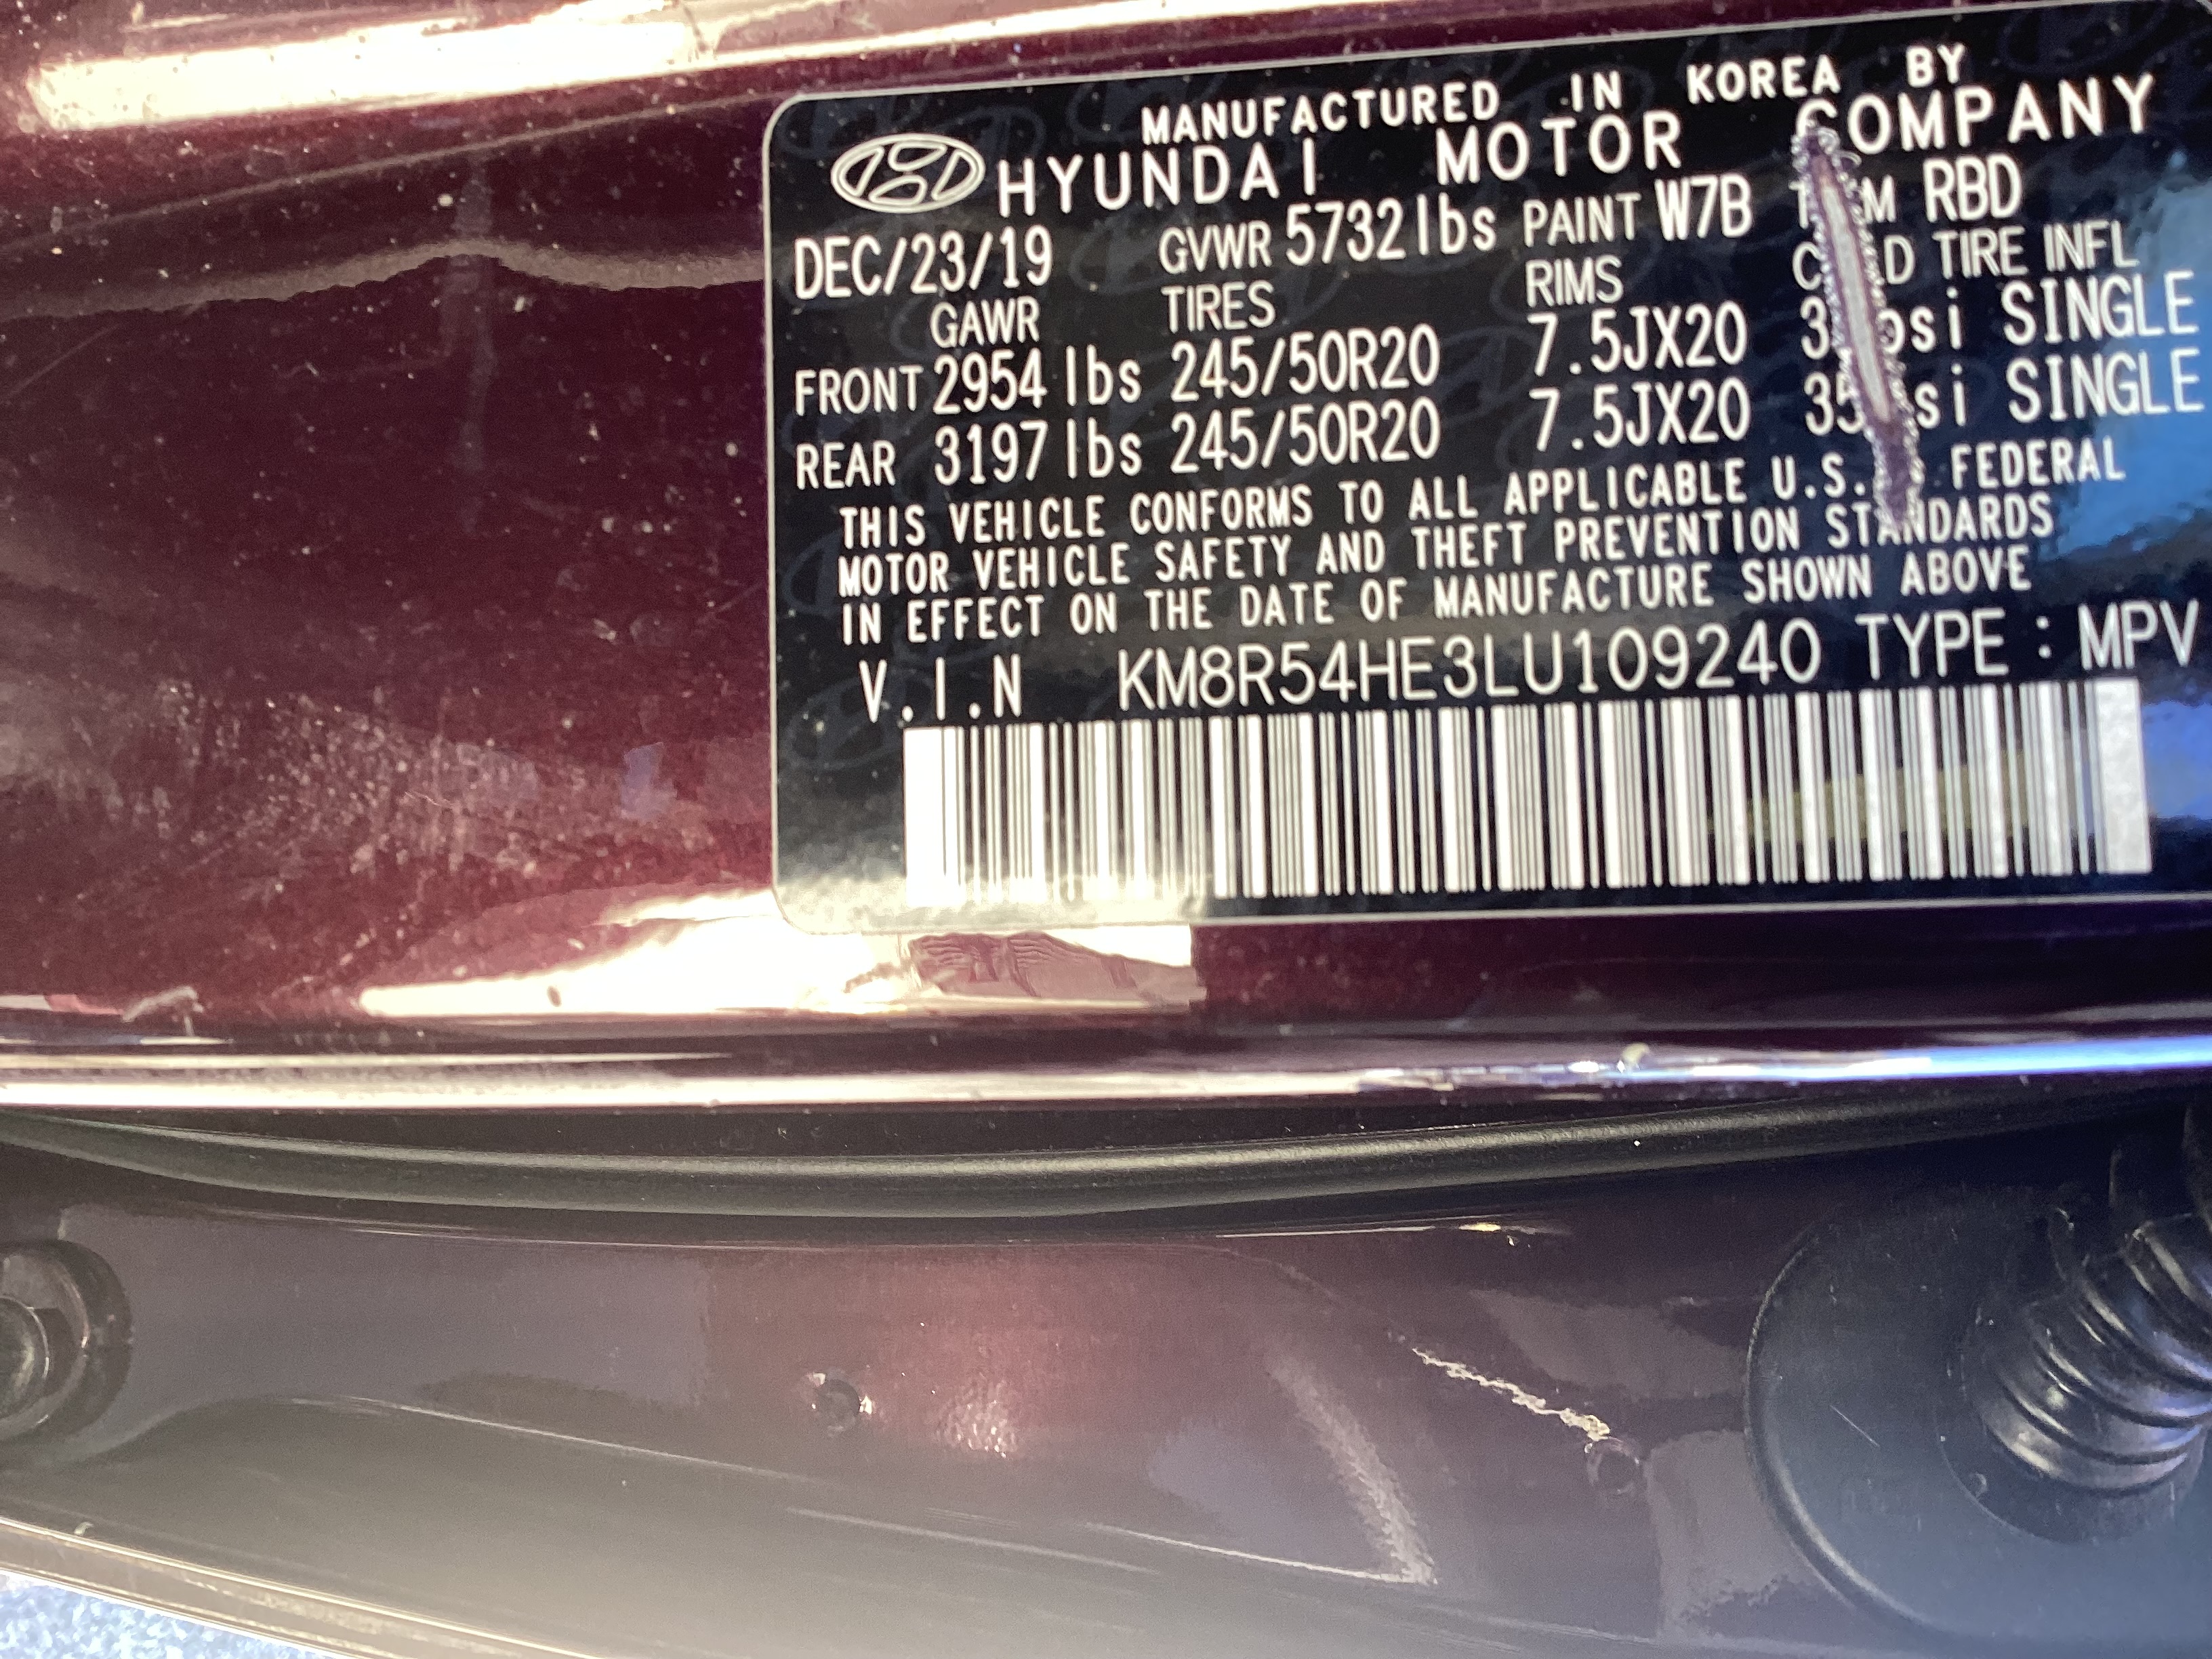 MANUFACTURED IN KOREA BY
HYUNDAI MOTOR COMPANY
DEC/23/19 GVWR 5732lbs PAINT W7B RBD
GAWR TIRES RIMS TIRE INFL
FRONT 2954 lbs 245/50R20 7.5JX20 SINGLE
REAR 3197 lbs 245/50R20 7.5JX20 SINGLE
THIS VEHICLE CONFORMS TO ALL APPLICABLE U.S. FEDERAL
MOTOR VEHICLE SAFETY AND THEFT PREVENTION STANDARDS
IN EFFECT ON THE DATE OF MANUFACTURE SHOWN ABOVE
V.I.N KM8R54HE3LU109240 TYPE : MPV